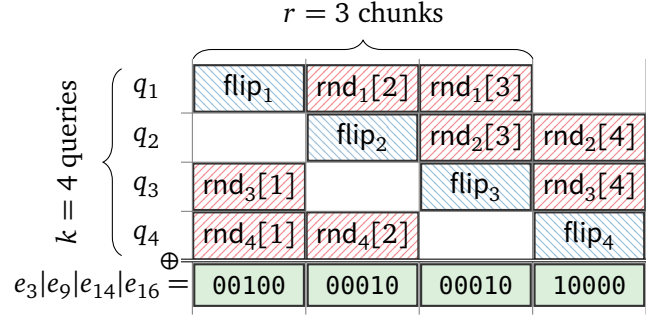 r = 3 chunks
k = 4 queries
q₁ flip₁ rnd₁[2] rnd₁[3]
q₂ flip₂ rnd₂[3] rnd₂[4]
q₃ rnd₃[1] flip₃ rnd₃[4]
q₄ rnd₄[1] rnd₄[2] flip₄
⊕
e₃|e₉|e₁₄|e₁₆ = 00100 00010 00010 10000